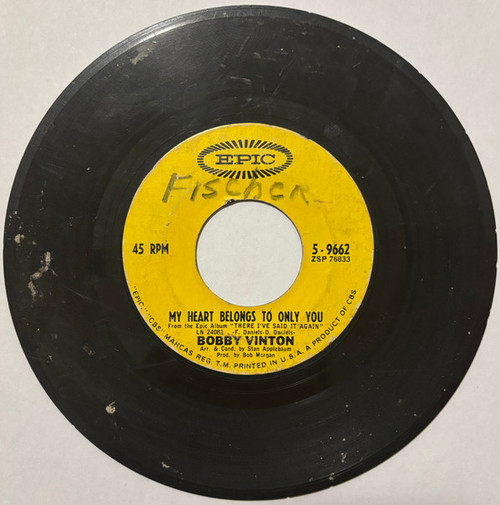 EPIC
FISCHER
45 RPM
5-9662
ZSP 76833
MY HEART BELONGS TO ONLY YOU
From the Epic Album "THERE I'VE SAID IT AGAIN"
LN 24081 -F. Daniels-D. Daniels-
BOBBY VINTON
Arr. & Cond. by Stan Applebaum
Prod. by Bob Morgan
"EPIC", "CBS" MARCAS REG. T.M. PRINTED IN U.S.A. A PRODUCT OF CBS